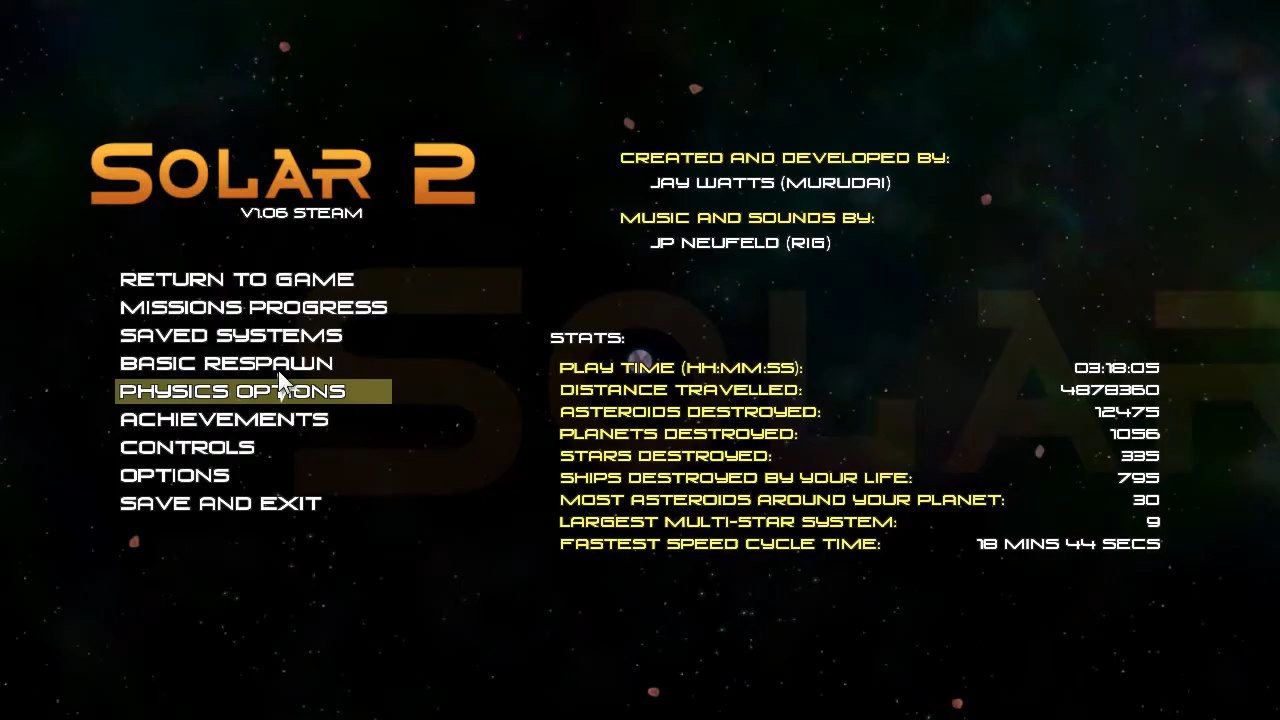 SOLAR 2
V1.06 STEAM
CREATED AND DEVELOPED BY:
JAY WATTS (MURUDAI)
MUSIC AND SOUNDS BY:
JP NEUFELD (RIG)
RETURN TO GAME
MISSIONS PROGRESS
SAVED SYSTEMS
BASIC RESPAWN
PHYSICS OPTIONS
ACHIEVEMENTS
CONTROLS
OPTIONS
SAVE AND EXIT
STATS:
PLAY TIME (HH:MM:SS): 03:18:05
DISTANCE TRAVELLED: 4878360
ASTEROIDS DESTROYED: 12475
PLANETS DESTROYED: 1056
STARS DESTROYED: 335
SHIPS DESTROYED BY YOUR LIFE: 795
MOST ASTEROIDS AROUND YOUR PLANET: 30
LARGEST MULTI-STAR SYSTEM: 9
FASTEST SPEED CYCLE TIME: 18 MINS 44 SECS
SOLAR